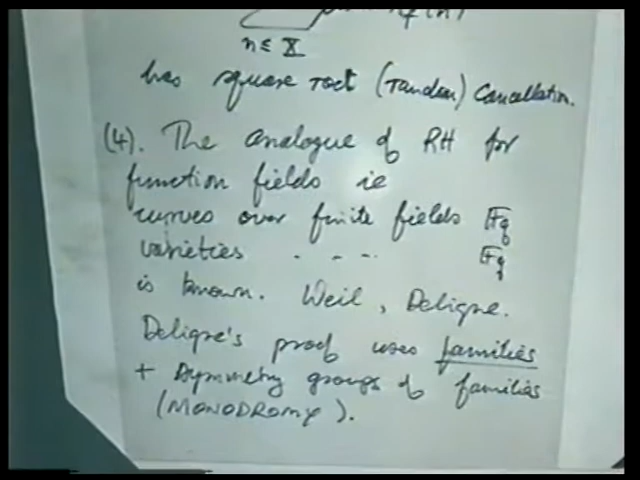 n ≤ X
has square root (random) cancellation.
(4). The analogue of RH for
function fields ie
curves over finite fields 𝔽q
varieties . . .. 𝔽q
is known. Weil, Deligne.
Deligne's proof uses families
+ symmetry groups of families
(MONODROMY).